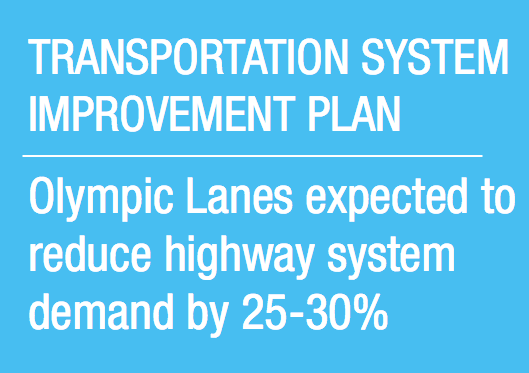 TRANSPORTATION SYSTEM
IMPROVEMENT PLAN
Olympic Lanes expected to
reduce highway system
demand by 25-30%